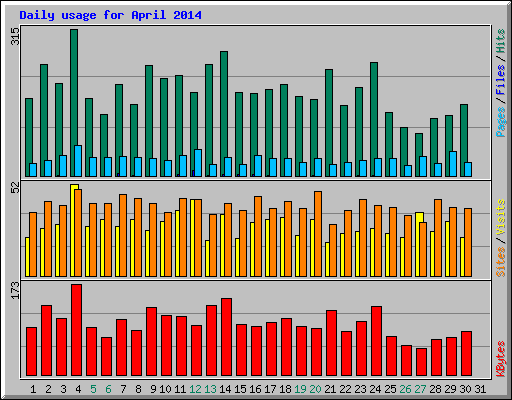 Daily usage for April 2014
315
Pages / Files / Hits
52
Sites / Visits
173
KBytes
1 2 3 4 5 6 7 8 9 10 11 12 13 14 15 16 17 18 19 20 21 22 23 24 25 26 27 28 29 30 31